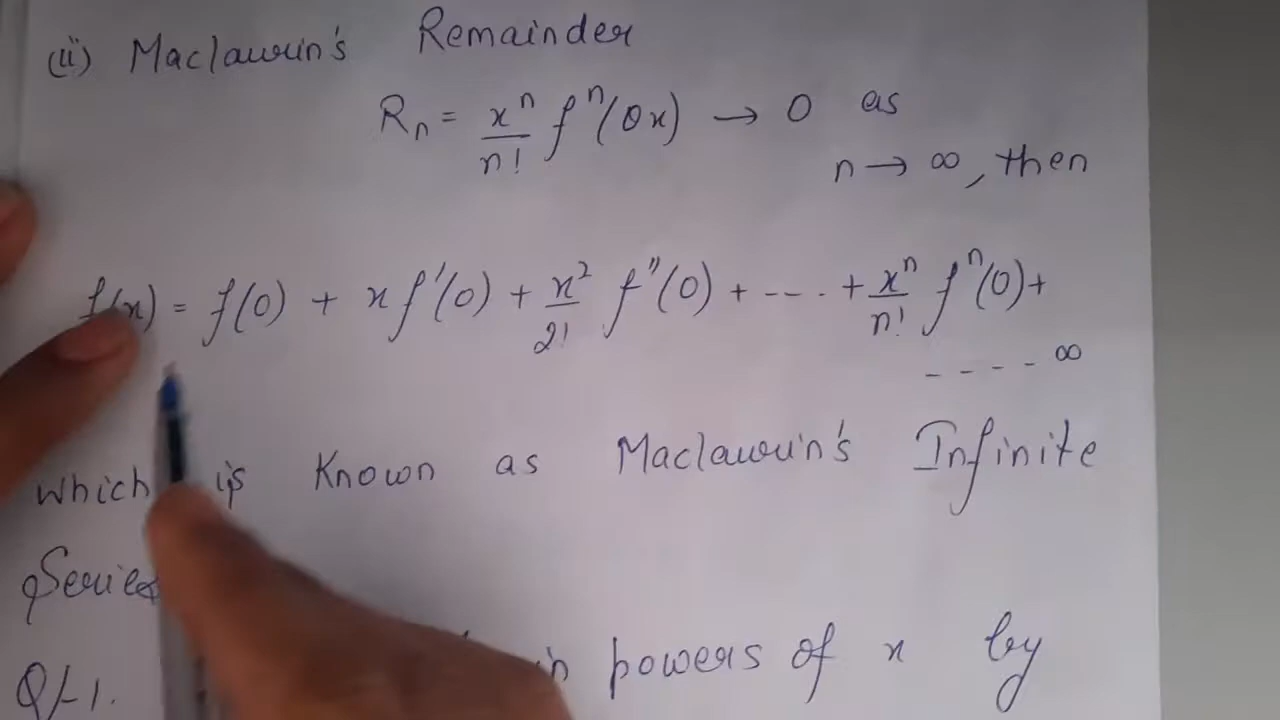 (ii) Maclaurin's Remainder
Rn = x^n/n! f^n(θx) → 0 as
n → ∞, then
f(x) = f(0) + x f'(0) + x²/2! f''(0) + ---- + x^n/n! f^n(0) +
---- ∞
which is Known as Maclaurin's Infinite
Series
Q/-1. in powers of x by